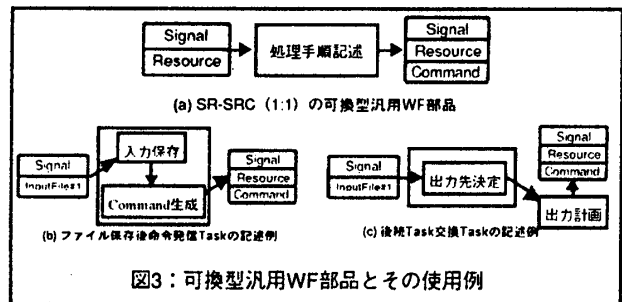 Signal
Resource
処理手順記述
Signal
Resource
Command
(a) SR-SRC（1:1）の可換型汎用WF部品
Signal
InputFile#1
入力保存
Command生成
Signal
Resource
Command
(b) ファイル保存後命令発信Taskの記述例
Signal
InputFile#1
出力先決定
Signal
Resource
Command
出力計画
(c) 後続Task交換Taskの記述例
図3：可換型汎用WF部品とその使用例